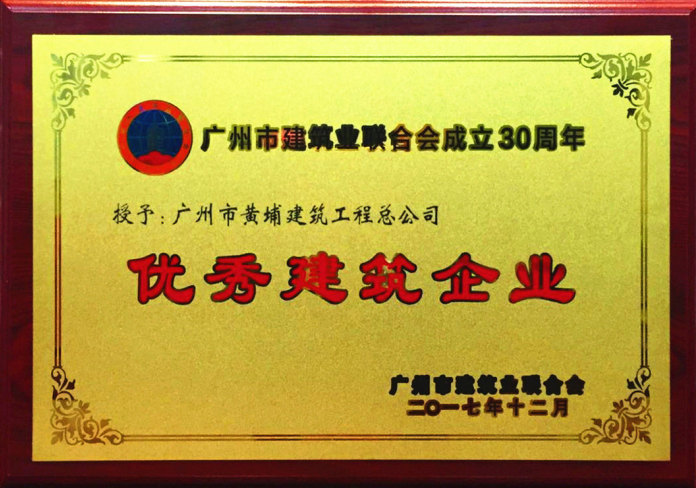 广州市建筑业联合会成立30周年
授予：广州市黄埔建筑工程总公司
优秀建筑企业
广州市建筑业联合会
二〇一七年十二月